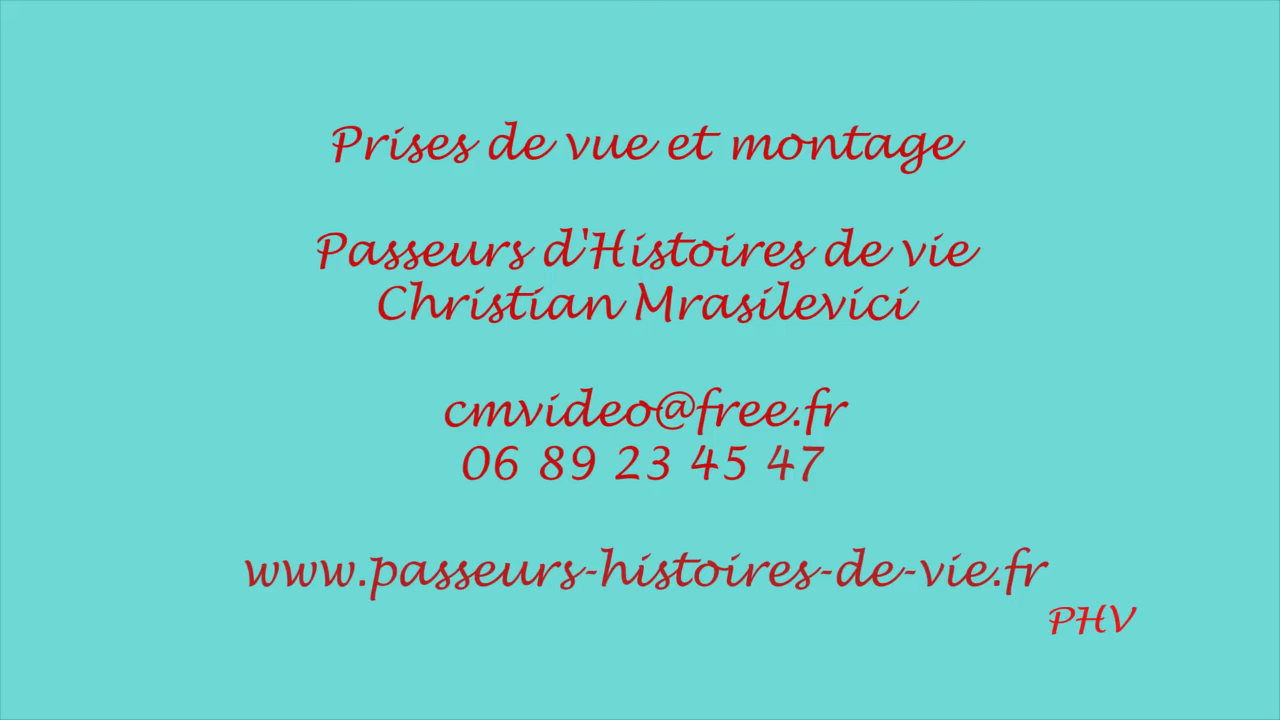 Prises de vue et montage
Passeurs d'Histoires de vie
Christian Mrasilevici
cmvideo@free.fr
06 89 23 45 47
www.passeurs-histoires-de-vie.fr
PHV